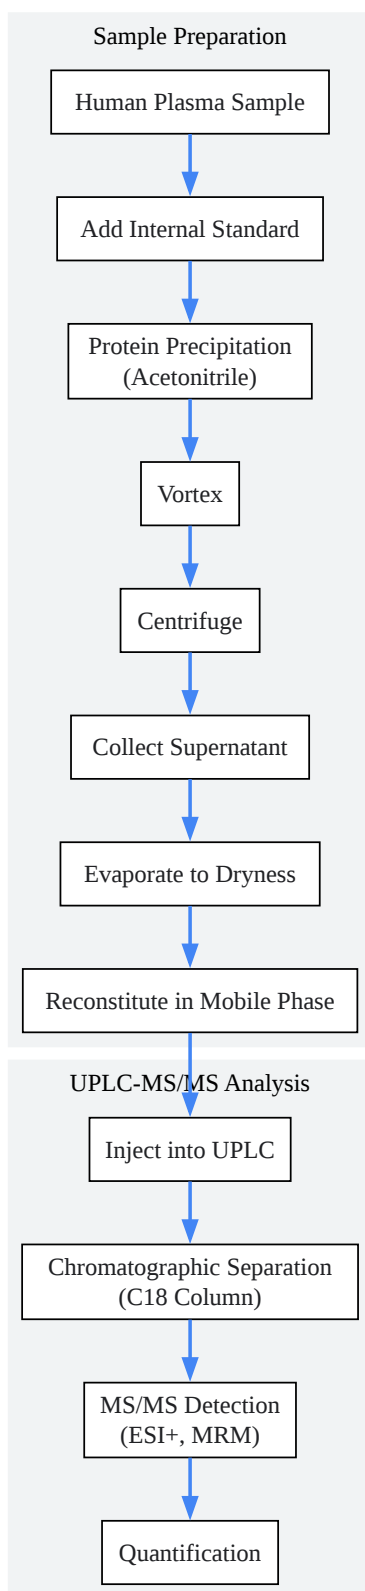 Sample Preparation
Human Plasma Sample
Add Internal Standard
Protein Precipitation
(Acetonitrile)
Vortex
Centrifuge
Collect Supernatant
Evaporate to Dryness
Reconstitute in Mobile Phase
UPLC-MS/MS Analysis
Inject into UPLC
Chromatographic Separation
(C18 Column)
MS/MS Detection
(ESI+, MRM)
Quantification